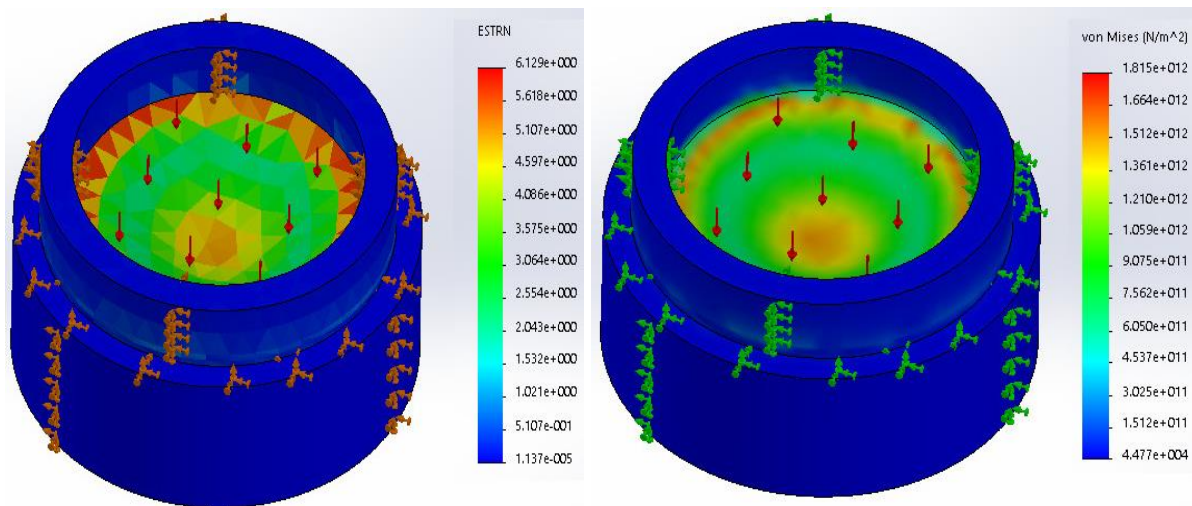 ESTRN
6.129e+000
5.618e+000
5.107e+000
4.597e+000
4.086e+000
3.575e+000
3.064e+000
2.554e+000
2.043e+000
1.532e+000
1.021e+000
5.107e-001
1.137e-005
von Mises (N/m^2)
1.815e+012
1.664e+012
1.512e+012
1.361e+012
1.210e+012
1.059e+012
9.075e+011
7.562e+011
6.050e+011
4.537e+011
3.025e+011
1.512e+011
4.477e+004